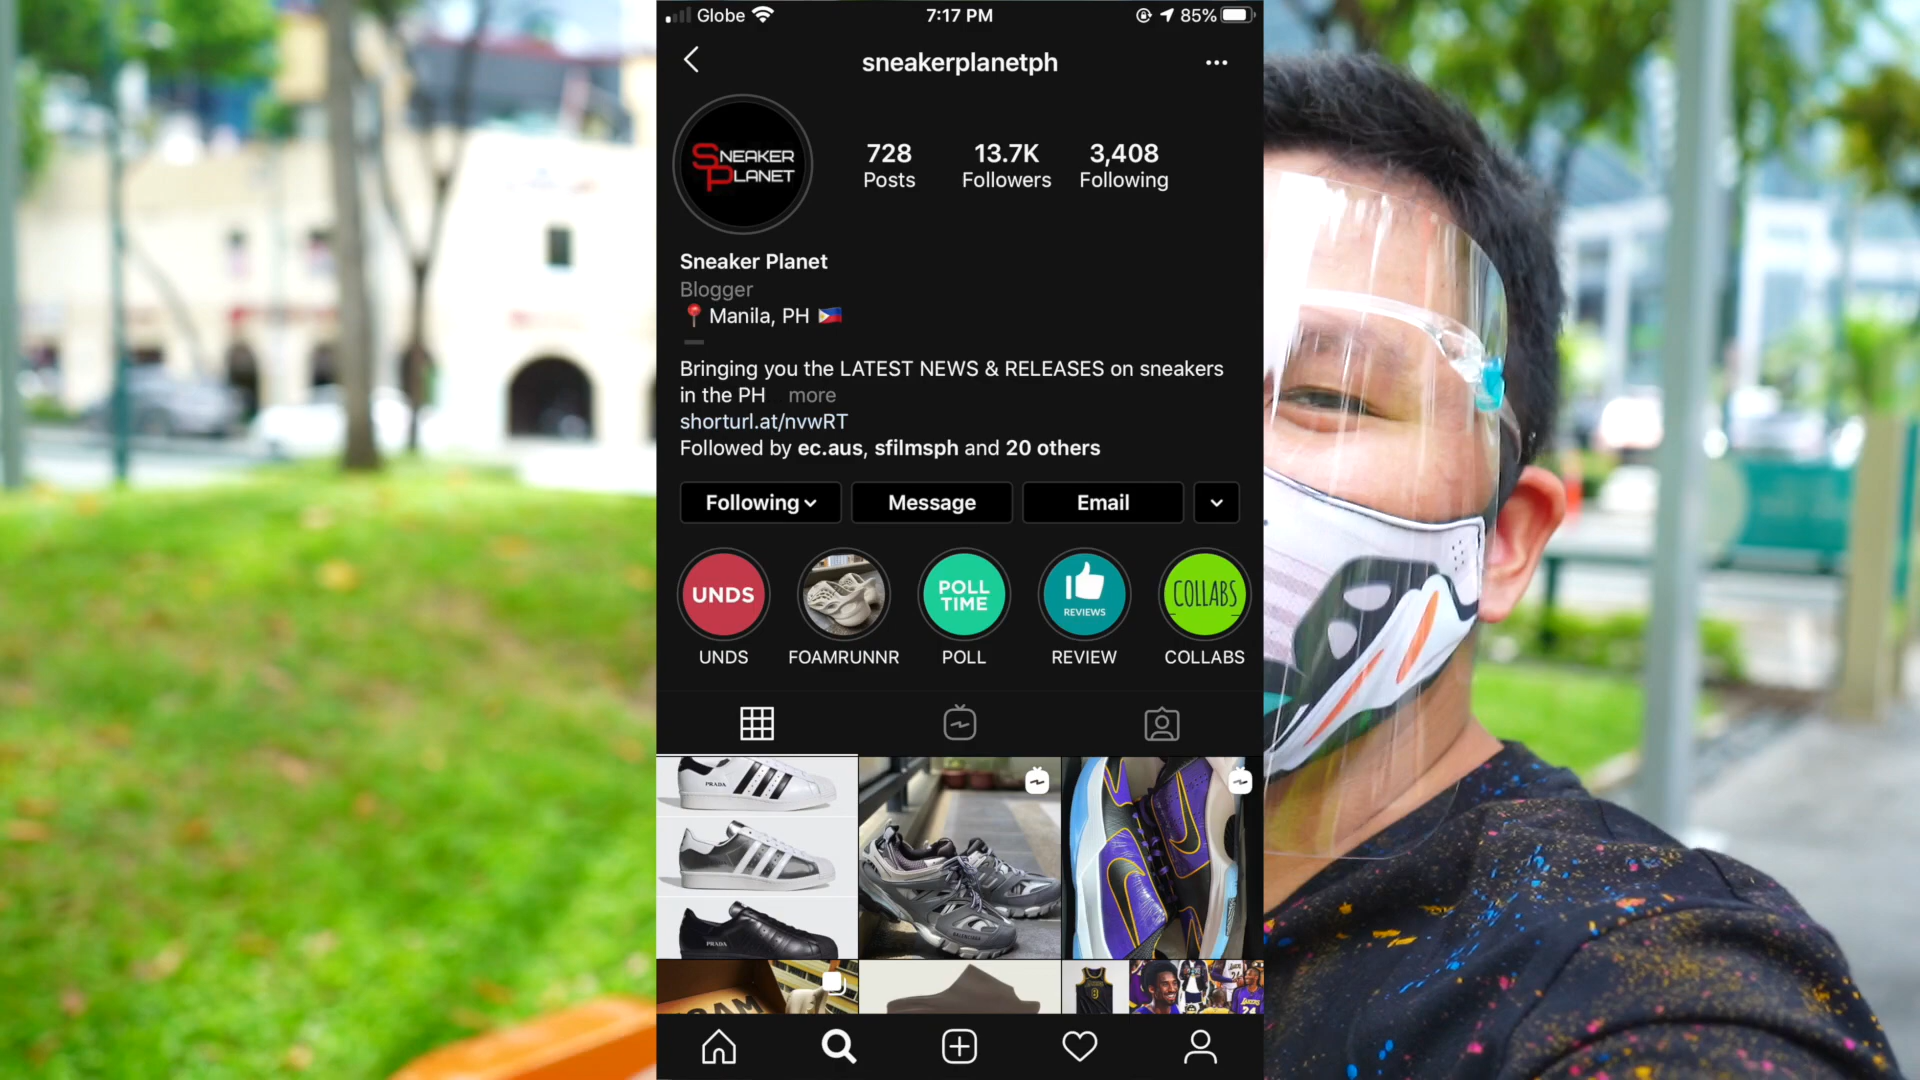 Globe
7:17 PM
85%
sneakerplanetph
SNEAKER
PLANET
728
Posts
13.7K
Followers
3,408
Following
Sneaker Planet
Blogger
📍 Manila, PH 🇵🇭
Bringing you the LATEST NEWS & RELEASES on sneakers
in the PH more
shorturl.at/nvwRT
Followed by ec.aus, sfilmsph and 20 others
Following
Message
Email
UNDS
POLL
TIME
REVIEWS
COLLABS
UNDS
FOAMRUNNR
POLL
REVIEW
COLLABS
PRADA
PRADA
BALENCIAGA
24